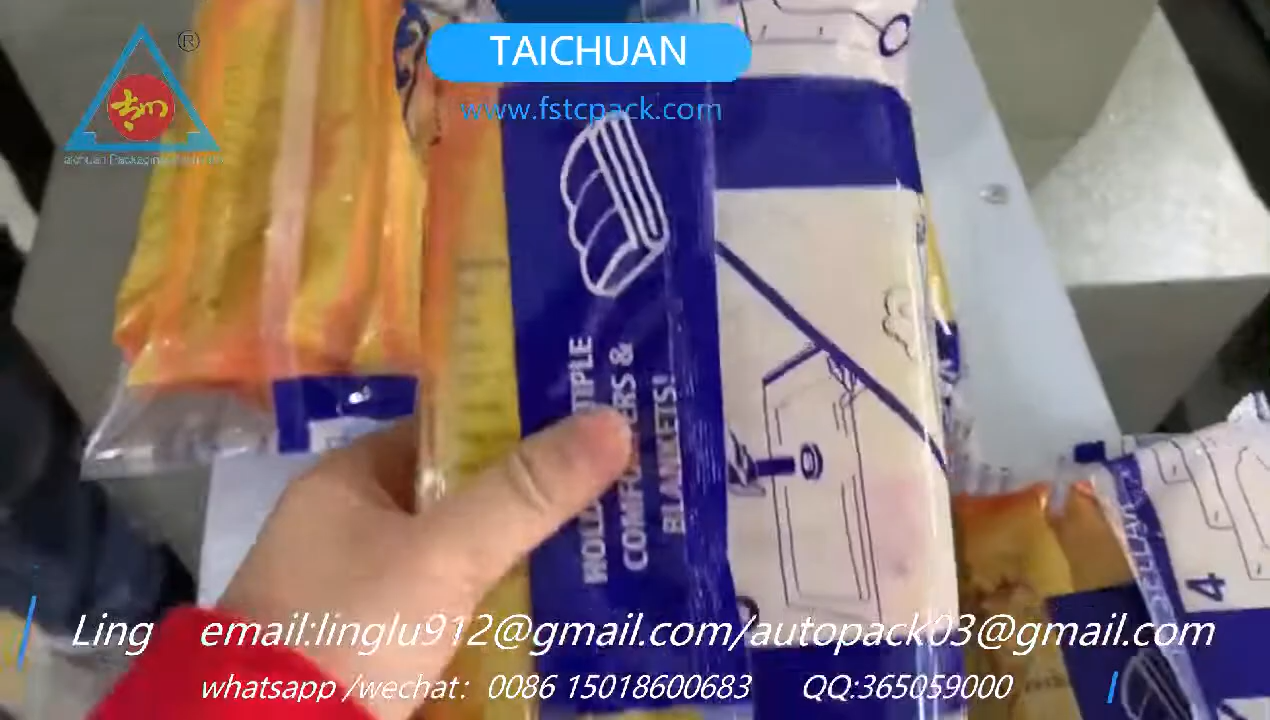 ®
TAICHUAN
www.fstcpack.com
COMFORTERS &
BLANKETS!
4
Ling email:linglu912@gmail.com/autopack03@gmail.com
whatsapp /wechat：0086 15018600683 QQ:365059000